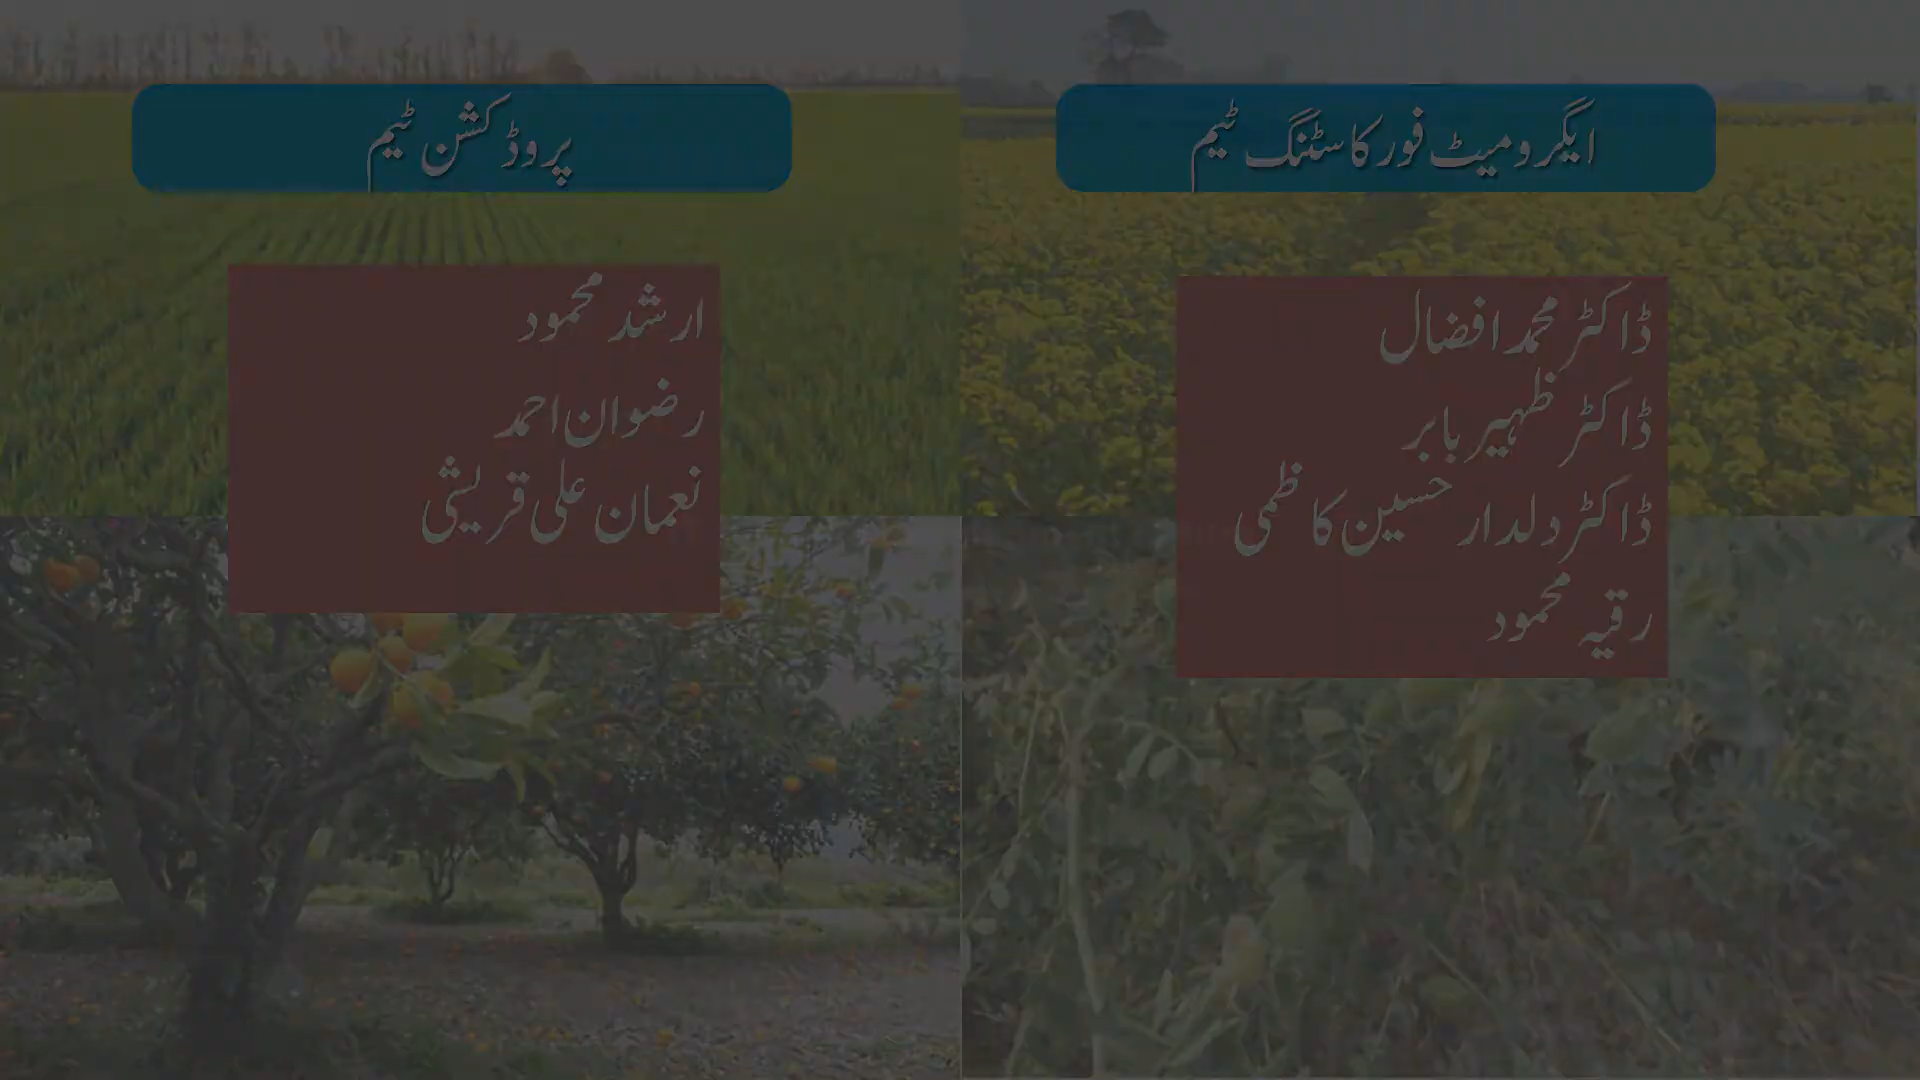 ایگرومیٹ فورکاسٹنگ ٹیم
ڈاکٹر محمد افضال
ڈاکٹر ظہیر بابر
ڈاکٹر دلدار حسین کاظمی
رقیہ محمود
پروڈکشن ٹیم
ارشد محمود
رضوان احمد
نعمان علی قریشی